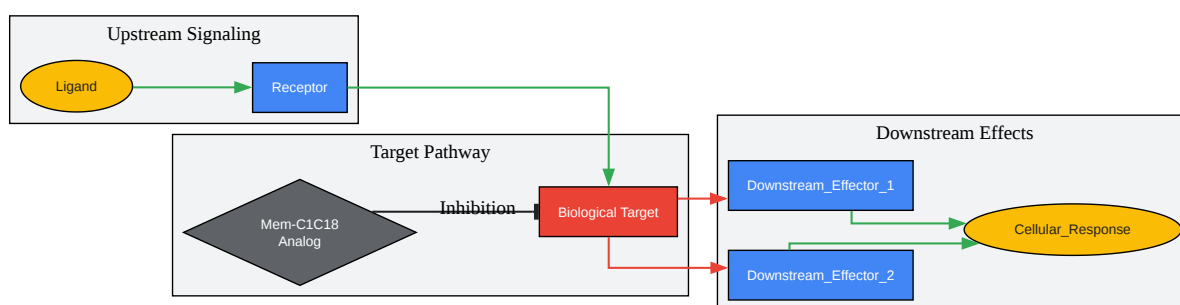 Upstream Signaling
Ligand
Receptor
Target Pathway
Mem-C1C18
Analog
Inhibition
Biological Target
Downstream Effects
Downstream_Effector_1
Downstream_Effector_2
Cellular_Response